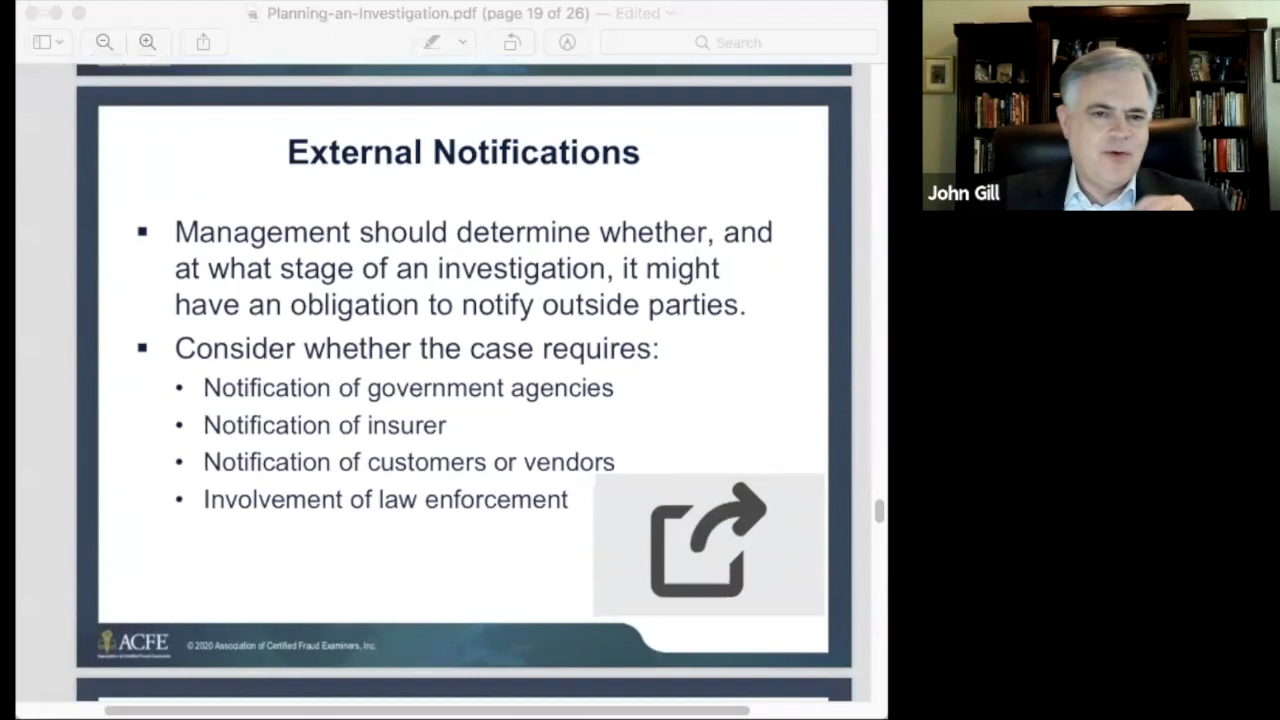 Planning-an-Investigation.pdf (page 19 of 26) — Edited
Search
External Notifications
▪ Management should determine whether, and
at what stage of an investigation, it might
have an obligation to notify outside parties.
▪ Consider whether the case requires:
• Notification of government agencies
• Notification of insurer
• Notification of customers or vendors
• Involvement of law enforcement
ACFE
© 2020 Association of Certified Fraud Examiners, Inc.
John Gill